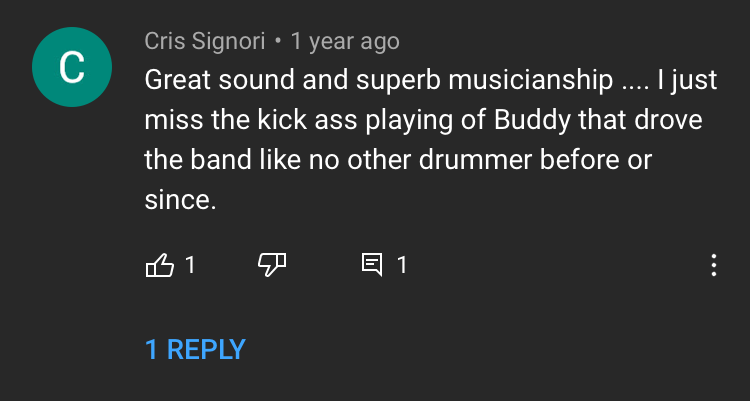 C
Cris Signori • 1 year ago
Great sound and superb musicianship .... I just
miss the kick ass playing of Buddy that drove
the band like no other drummer before or
since.
1 1
1 REPLY